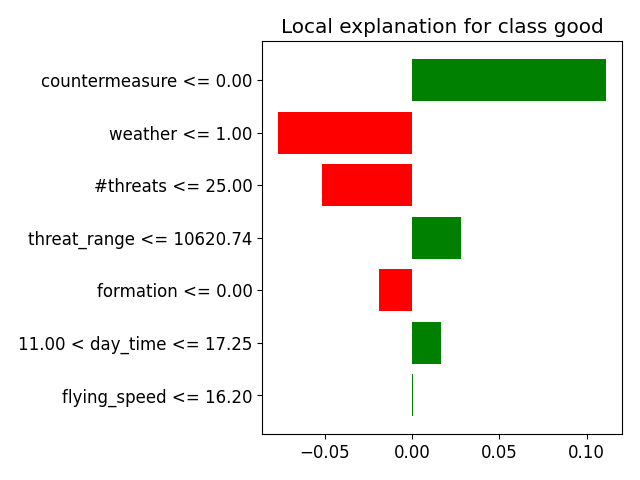 Local explanation for class good
countermeasure <= 0.00
weather <= 1.00
#threats <= 25.00
threat_range <= 10620.74
formation <= 0.00
11.00 < day_time <= 17.25
flying_speed <= 16.20
−0.05 0.00 0.05 0.10